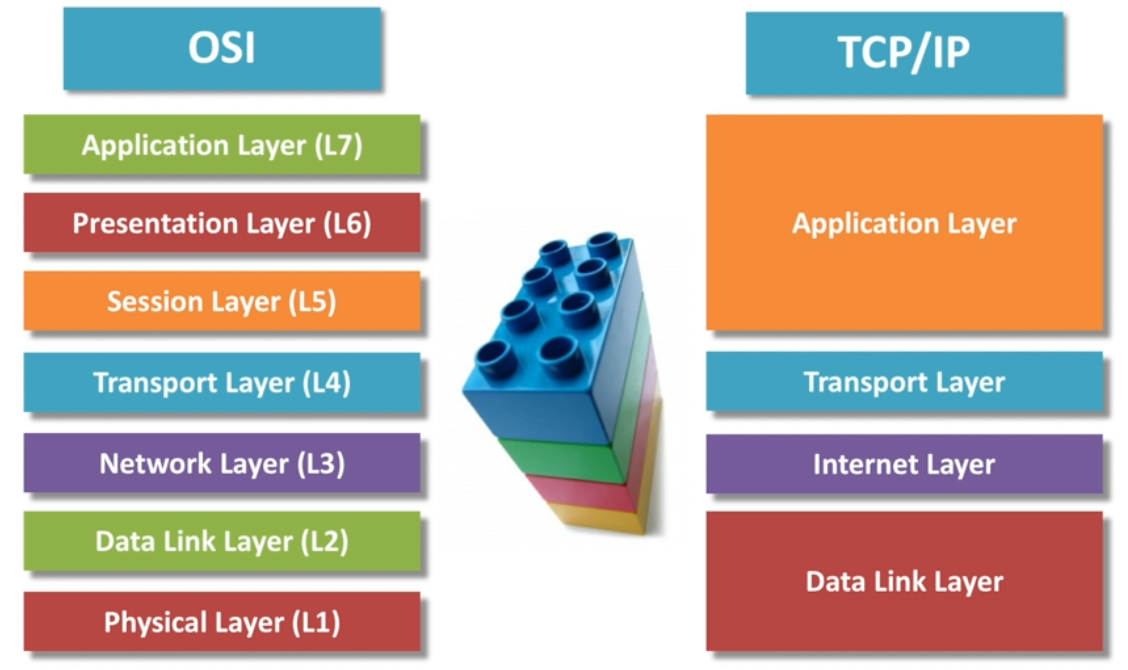 OSI
TCP/IP
Application Layer (L7)
Presentation Layer (L6)
Session Layer (L5)
Transport Layer (L4)
Network Layer (L3)
Data Link Layer (L2)
Physical Layer (L1)
Application Layer
Transport Layer
Internet Layer
Data Link Layer